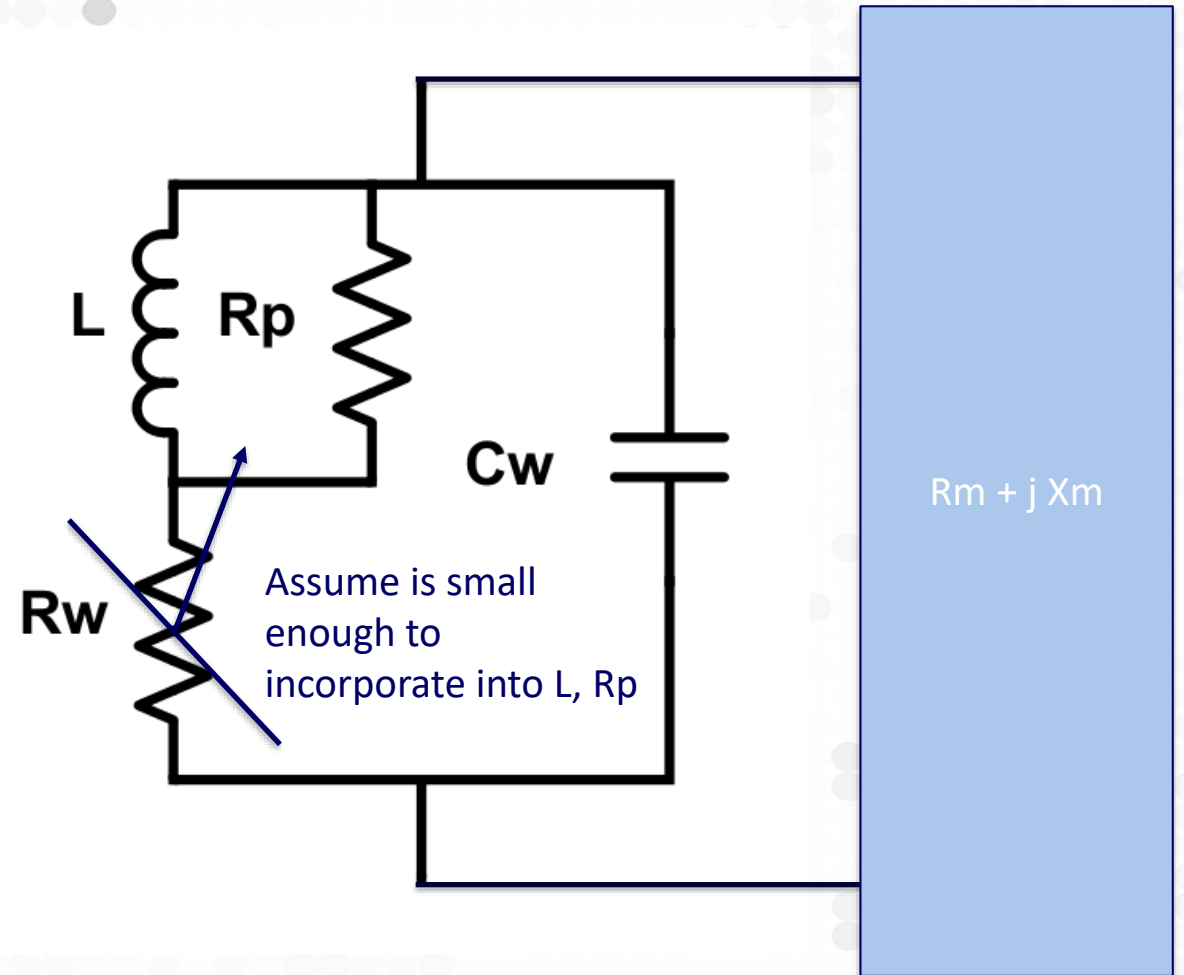 L
Rp
Cw
Rm + j Xm
Rw
Assume is small
enough to
incorporate into L, Rp